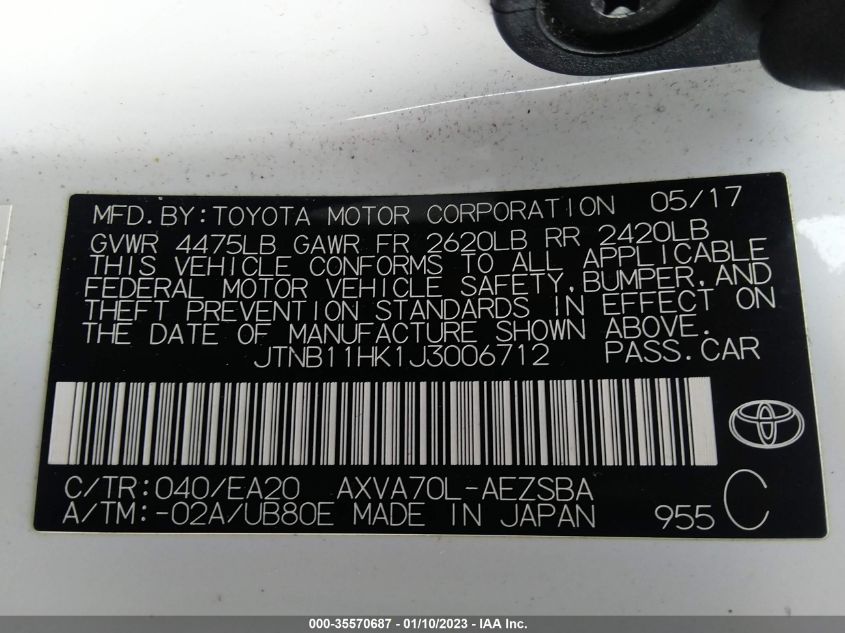 MFD.BY:TOYOTA MOTOR CORPORATION 05/17
GVWR 4475LB GAWR FR 2620LB RR 2420LB
THIS VEHICLE CONFORMS TO ALL APPLICABLE
FEDERAL MOTOR VEHICLE SAFETY,BUMPER,AND
THEFT PREVENTION STANDARDS IN EFFECT ON
THE DATE OF MANUFACTURE SHOWN ABOVE.
JTNB11HK1J3006712 PASS.CAR
C/TR:040/EA20 AXVA70L-AEZSBA
A/TM:-02A/UB80E MADE IN JAPAN 955 C
000-35570687 - 01/10/2023 - IAA Inc.